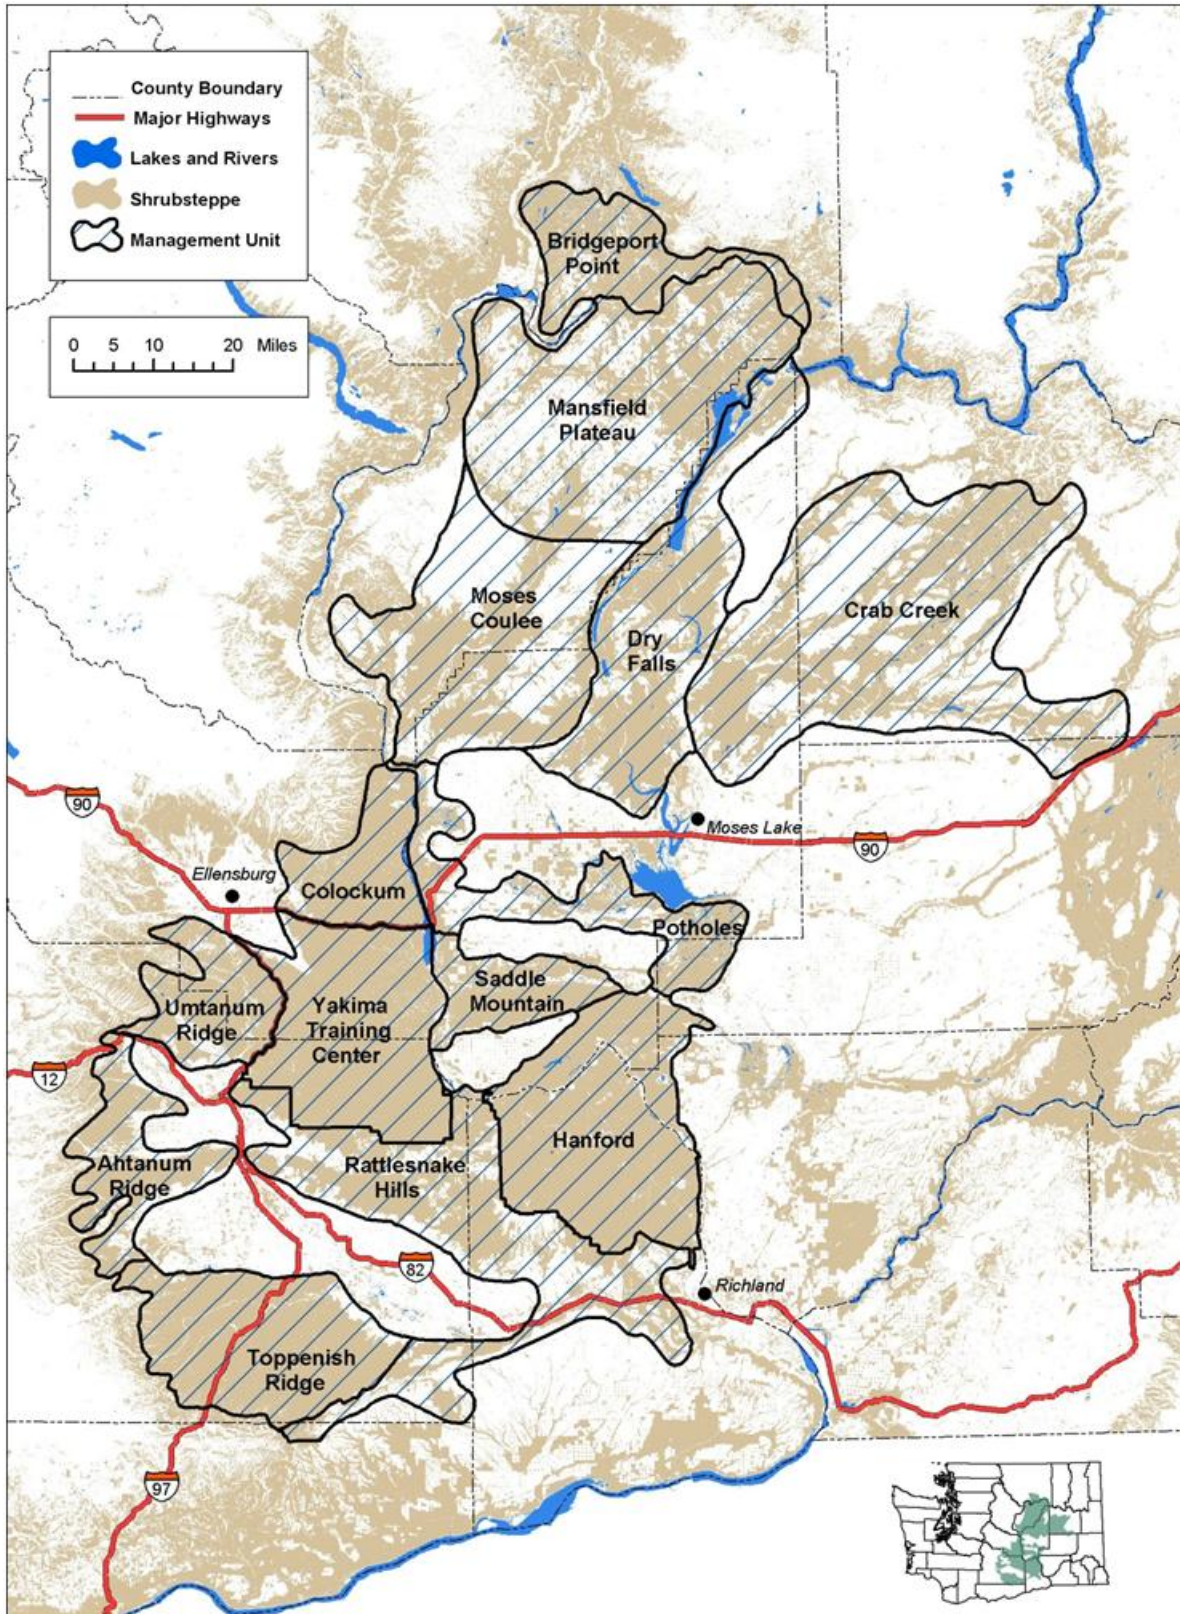 County Boundary
Major Highways
Lakes and Rivers
Shrubsteppe
Management Unit
0 5 10 20 Miles
Bridgeport
Point
Mansfield
Plateau
Moses
Coulee
Dry
Falls
Crab Creek
90
Moses Lake
90
Ellensburg
Colockum
Potholes
Saddle
Mountain
Umtanum
Ridge
Yakima
Training
Center
12
Hanford
Ahtanum
Ridge
Rattlesnake
Hills
82
Richland
Toppenish
Ridge
97